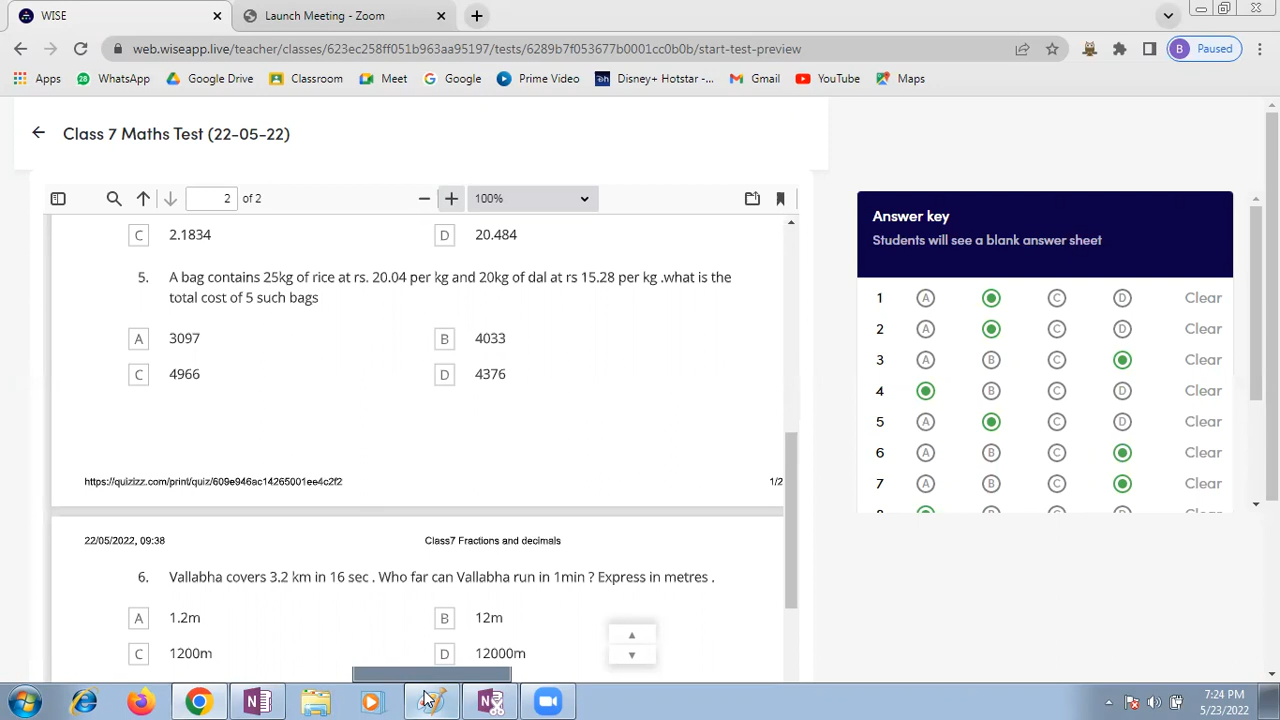 WISE
Launch Meeting - Zoom
web.wiseapp.live/teacher/classes/623ec258ff051b963aa95197/tests/6289b7f053677b0001cc0b0b/start-test-preview
B Paused
Apps
28 WhatsApp
Google Drive
Classroom
Meet
Google
Prime Video
Disney+ Hotstar -...
Gmail
YouTube
Maps
Class 7 Maths Test (22-05-22)
2 of 2
100%
C 2.1834
D 20.484
5. A bag contains 25kg of rice at rs. 20.04 per kg and 20kg of dal at rs 15.28 per kg .what is the
total cost of 5 such bags
A 3097
B 4033
C 4966
D 4376
https://quizizz.com/print/quiz/609e946ac14265001ee4c2f2
1/2
22/05/2022, 09:38
Class7 Fractions and decimals
6. Vallabha covers 3.2 km in 16 sec . Who far can Vallabha run in 1min ? Express in metres .
A 1.2m
B 12m
C 1200m
D 12000m
Answer key
Students will see a blank answer sheet
1 A C D Clear
2 A C D Clear
3 A B C Clear
4 B C D Clear
5 A C D Clear
6 A B C Clear
7 A B C Clear
7:24 PM
5/23/2022